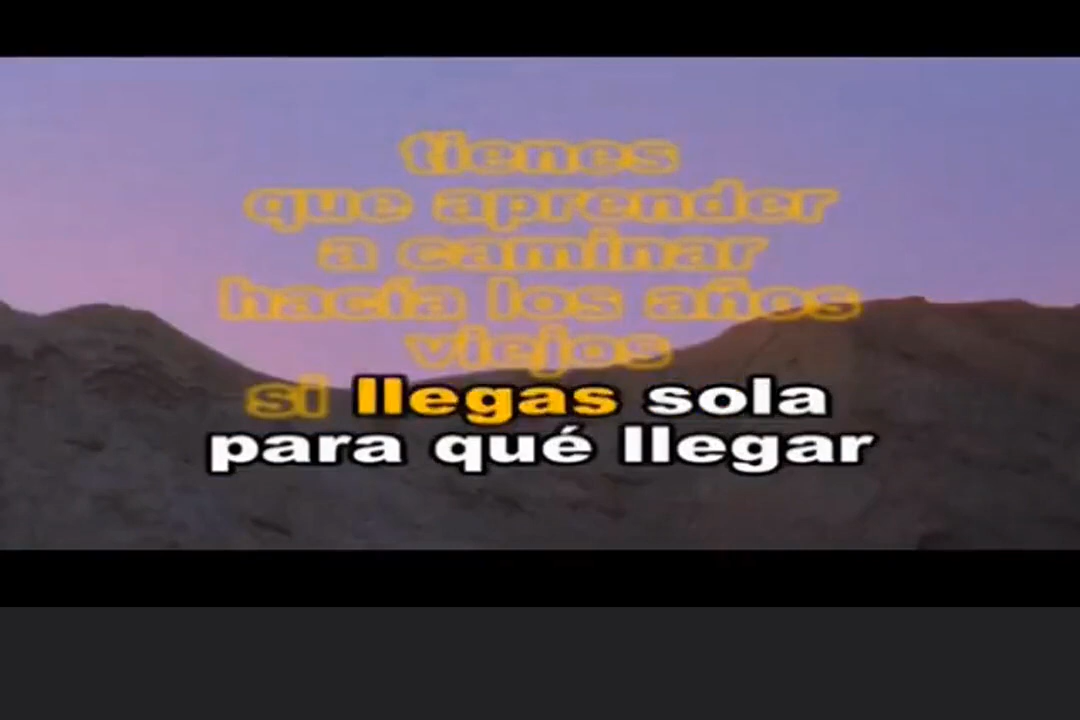 tienes
que aprender
a caminar
hacia los años
viejos
si llegas sola
para qué llegar